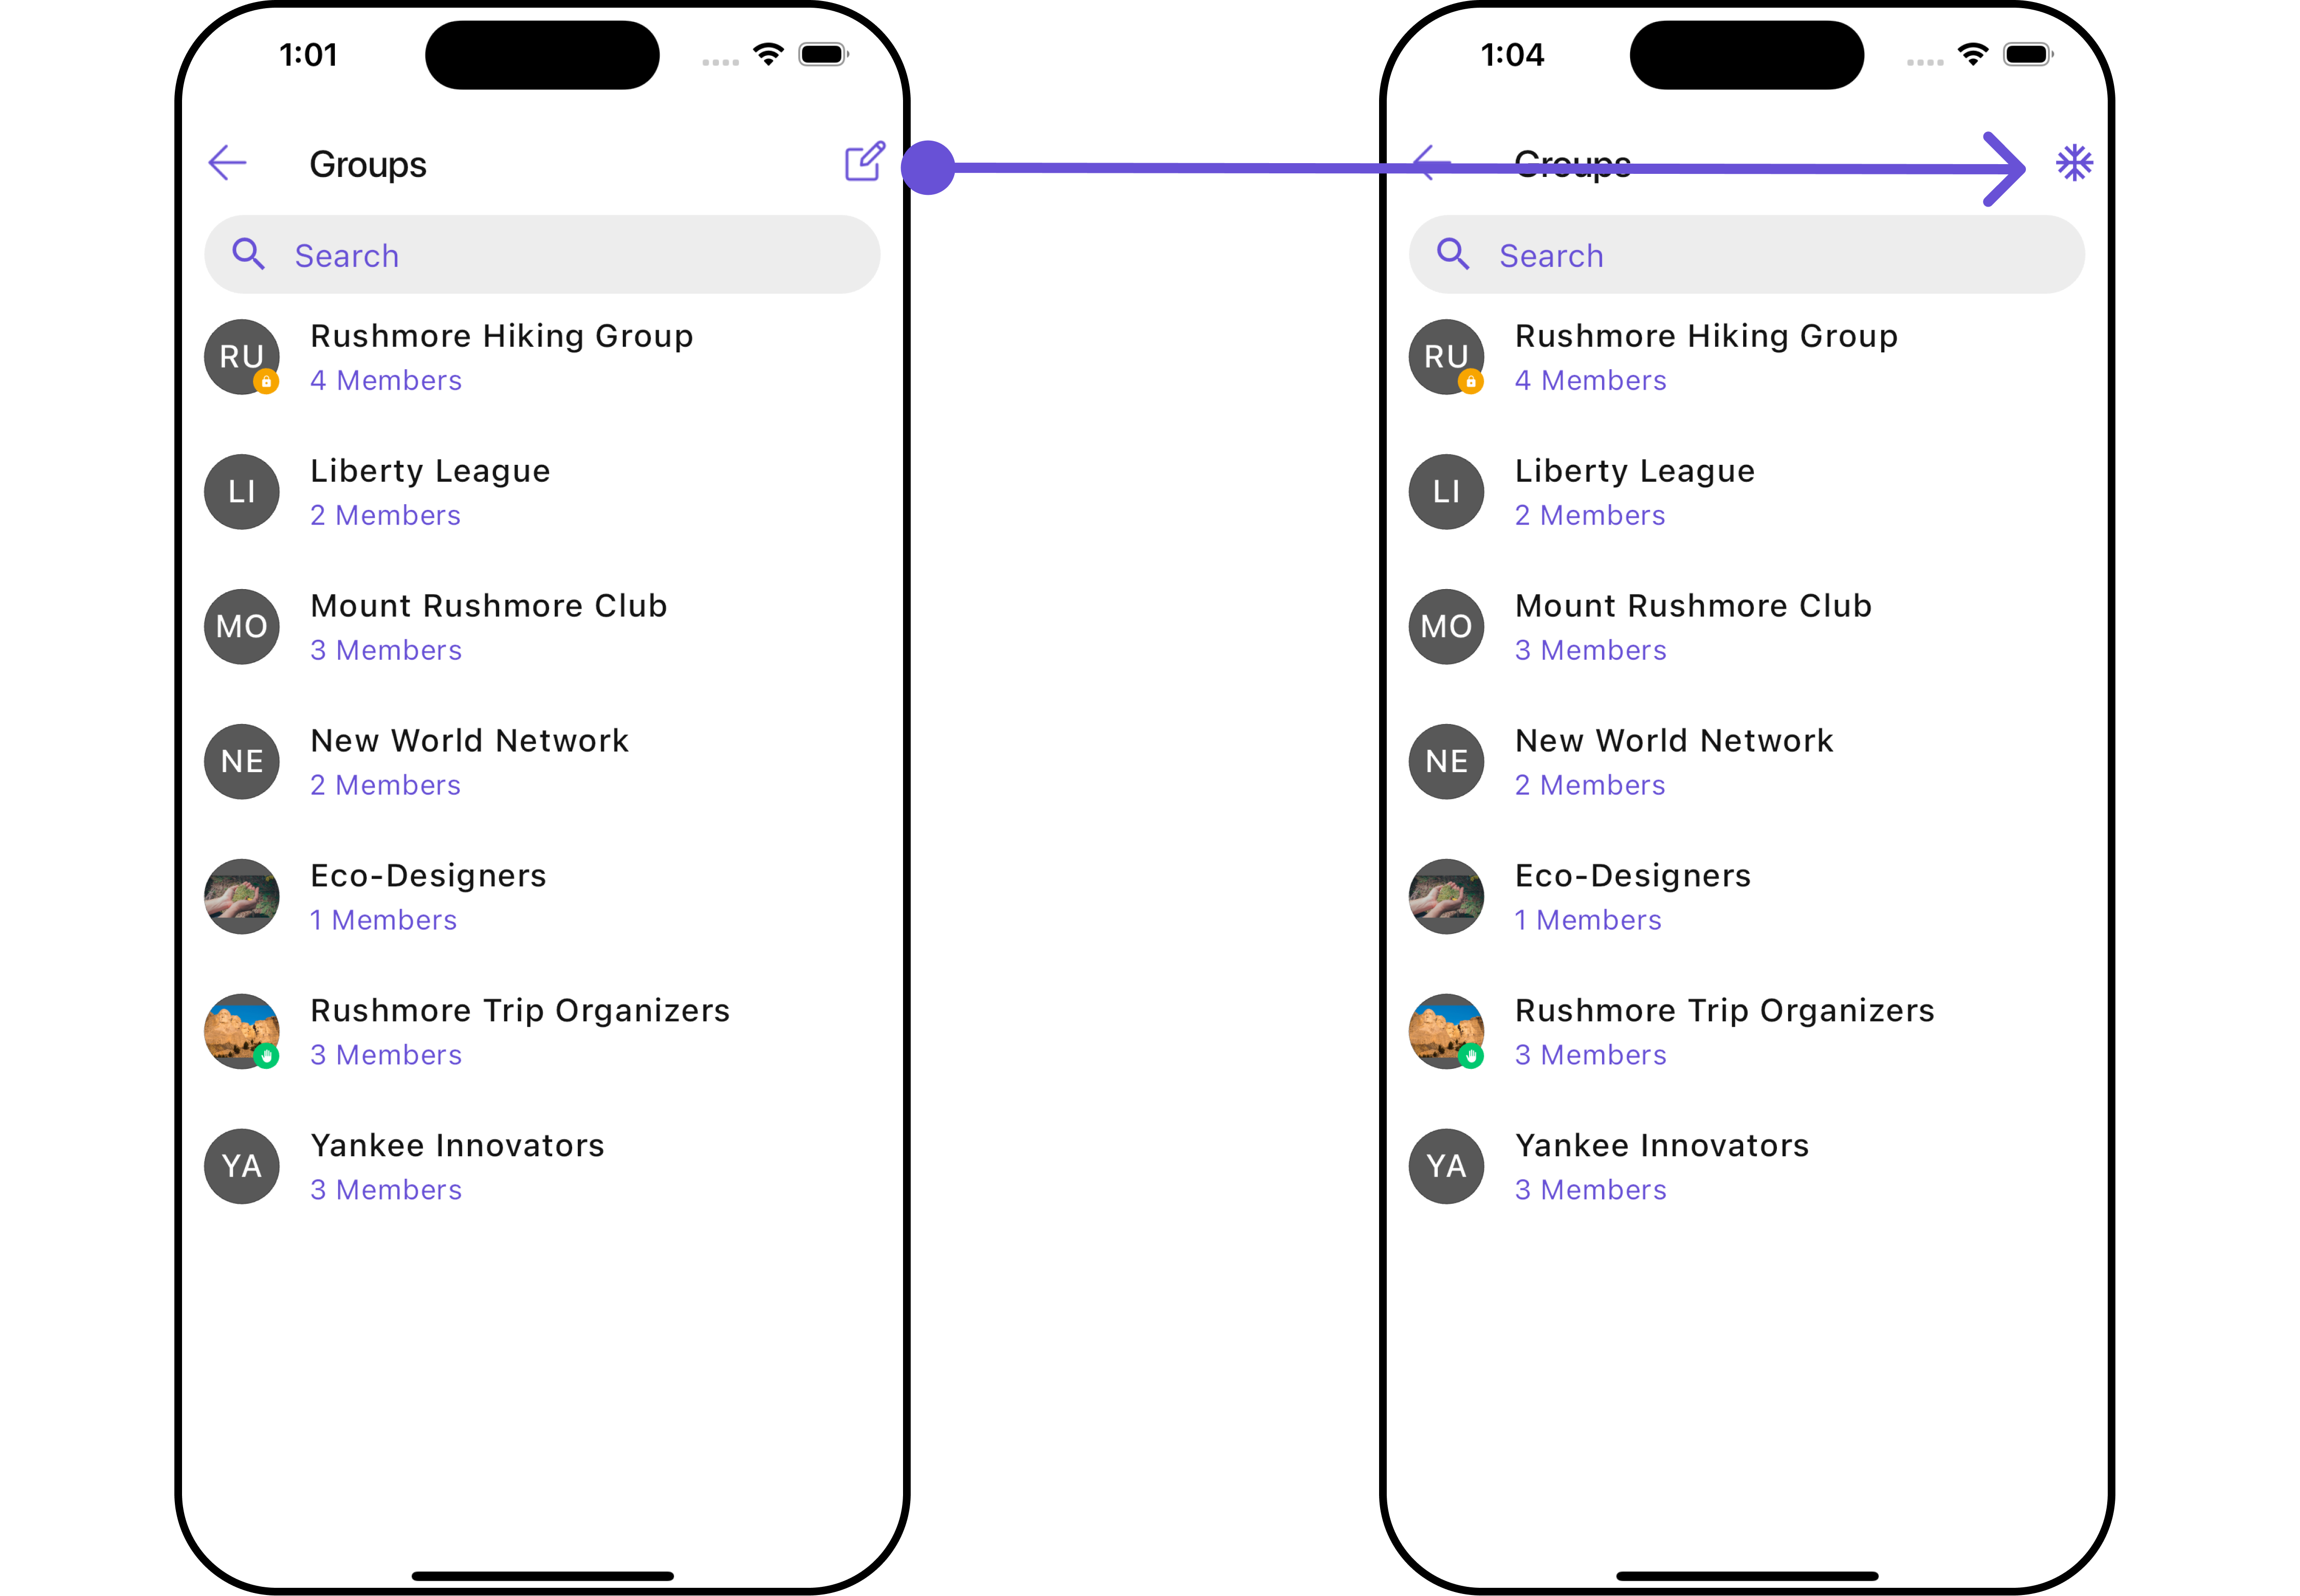 1:01
Groups
Search
RU
Rushmore Hiking Group
4 Members
LI
Liberty League
2 Members
MO
Mount Rushmore Club
3 Members
NE
New World Network
2 Members
Eco-Designers
1 Members
Rushmore Trip Organizers
3 Members
YA
Yankee Innovators
3 Members
1:04
Groups
Search
RU
Rushmore Hiking Group
4 Members
LI
Liberty League
2 Members
MO
Mount Rushmore Club
3 Members
NE
New World Network
2 Members
Eco-Designers
1 Members
Rushmore Trip Organizers
3 Members
YA
Yankee Innovators
3 Members